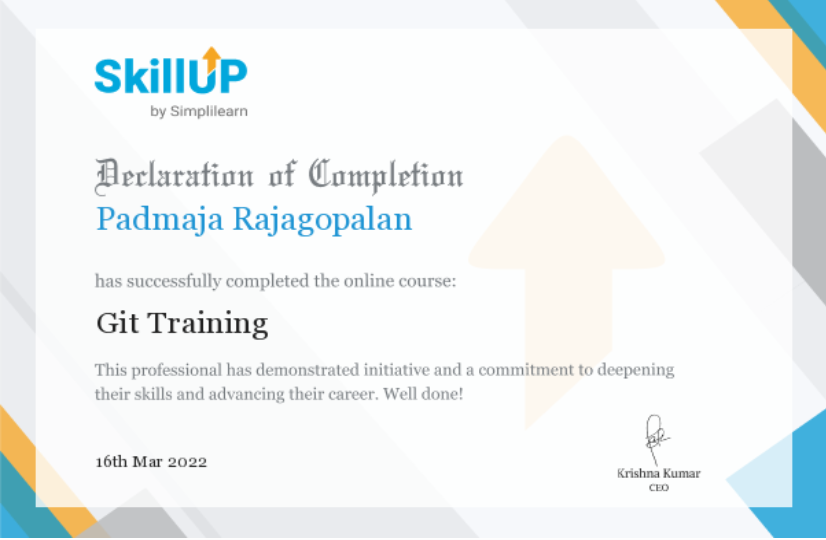 SkillUP
by Simplilearn
Declaration of Completion
Padmaja Rajagopalan
has successfully completed the online course:
Git Training
This professional has demonstrated initiative and a commitment to deepening
their skills and advancing their career. Well done!
16th Mar 2022
Krishna Kumar
CEO